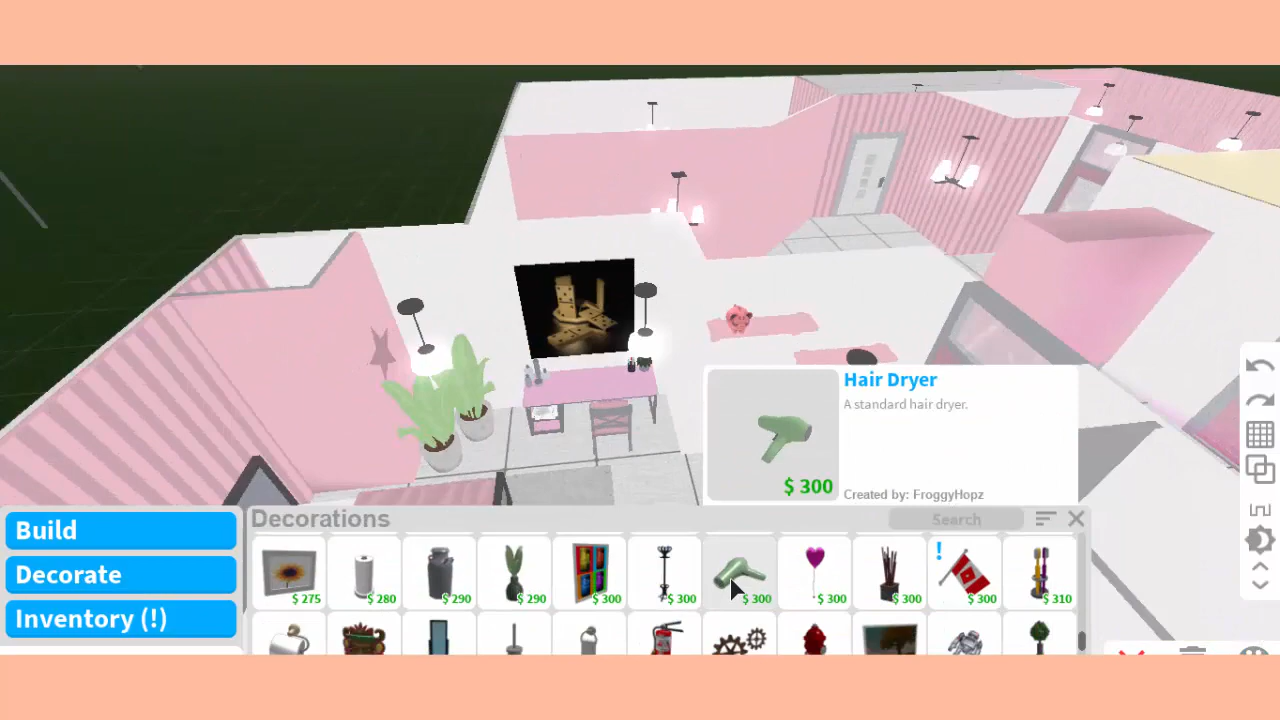 Hair Dryer
A standard hair dryer.
$ 300
Created by: FroggyHopz
Build
Decorate
Inventory (!)
Decorations
Search
$ 275
$ 280
$ 290
$ 290
$ 300
$ 300
$ 300
$ 300
$ 300
!
$ 300
$ 310